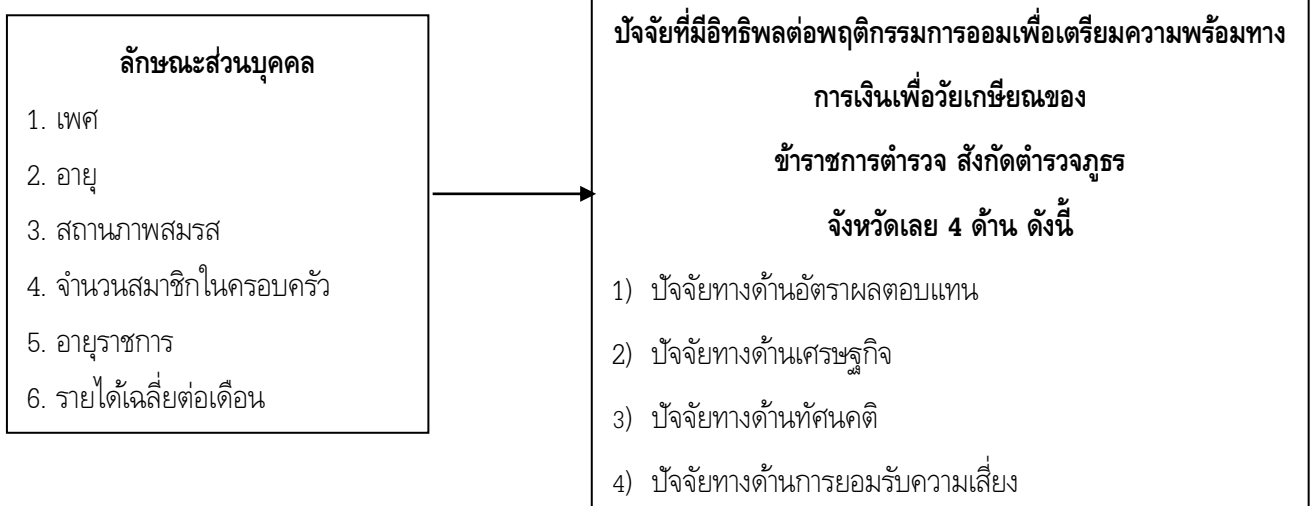 ลักษณะส่วนบุคคล
1. เพศ
2. อายุ
3. สถานภาพสมรส
4. จำนวนสมาชิกในครอบครัว
5. อายุราชการ
6. รายได้เฉลี่ยต่อเดือน
ปัจจัยที่มีอิทธิพลต่อพฤติกรรมการออมเพื่อเตรียมความพร้อมทาง
การเงินเพื่อวัยเกษียณของ
ข้าราชการตำรวจ สังกัดตำรวจภูธร
จังหวัดเลย 4 ด้าน ดังนี้
1) ปัจจัยทางด้านอัตราผลตอบแทน
2) ปัจจัยทางด้านเศรษฐกิจ
3) ปัจจัยทางด้านทัศนคติ
4) ปัจจัยทางด้านการยอมรับความเสี่ยง